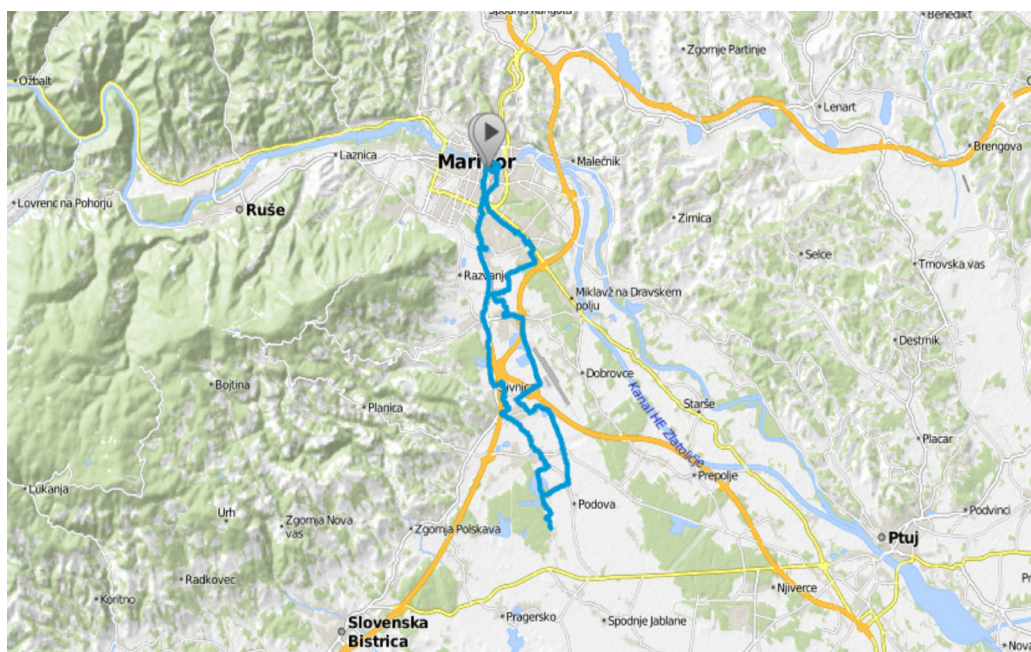 Benedikt
Zgornje Partinje
Ožbalt
Lenart
Brengova
Laznica
Maribor
Malečnik
Lovrenc na Pohorju
Ruše
Zimica
Selce
Trnovska vas
Razvanje
Miklavž na Dravskem
polju
Destrnik
Dobrovce
Bojtina
Slivnica
Planica
Starše
Kanal HE Zlatoličje
Placar
Prepolje
Lukanja
Podova
Podvinci
Urh
Zgornja Nova
vas
Zgornja Polskava
Ptuj
Radkovec
Njiverce
Koritno
Pragersko
Spodnje Jablane
Slovenska
Bistrica